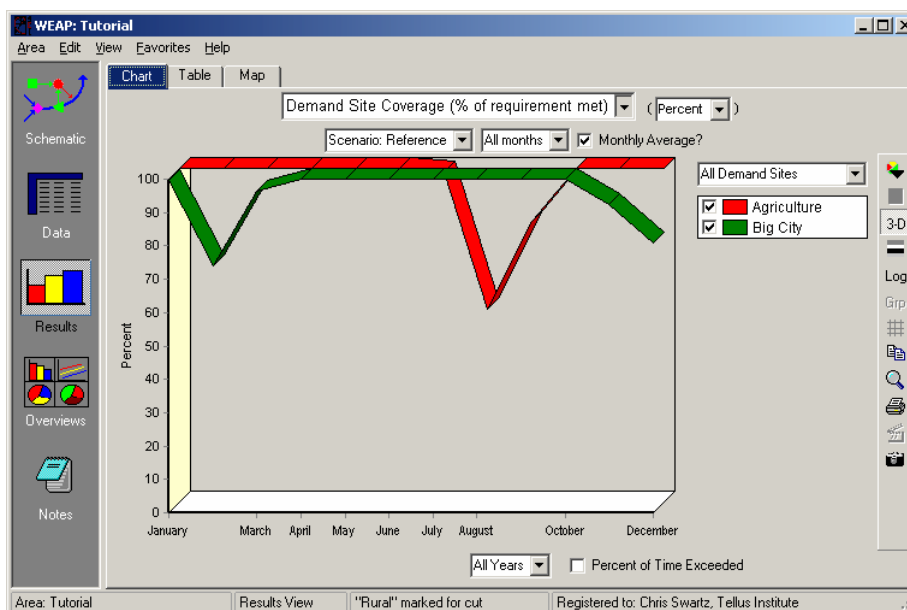 WEAP: Tutorial
Area Edit View Favorites Help
Chart Table Map
Demand Site Coverage (% of requirement met) ( Percent )
Scenario: Reference All months Monthly Average?
Schematic
Data
Results
Overviews
Notes
All Demand Sites
Agriculture
Big City
3-D
Log
Grp
Percent
100
90
80
70
60
50
40
30
20
10
0
January March April May June July August October December
All Years Percent of Time Exceeded
Area: Tutorial Results View "Rural" marked for cut Registered to: Chris Swartz, Tellus Institute